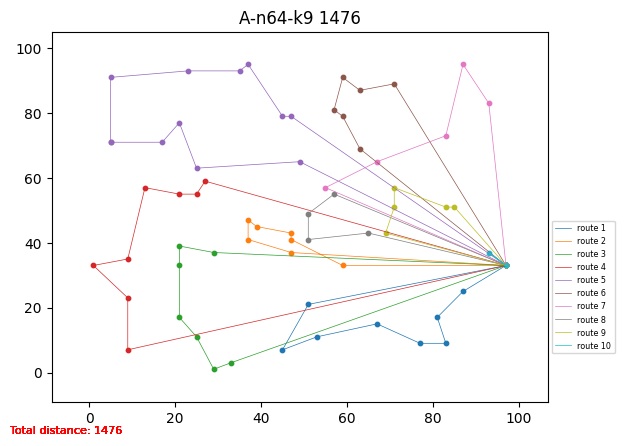 A-n64-k9 1476
100
80
60
40
20
0
0 20 40 60 80 100
route 1
route 2
route 3
route 4
route 5
route 6
route 7
route 8
route 9
route 10
Total distance: 1476